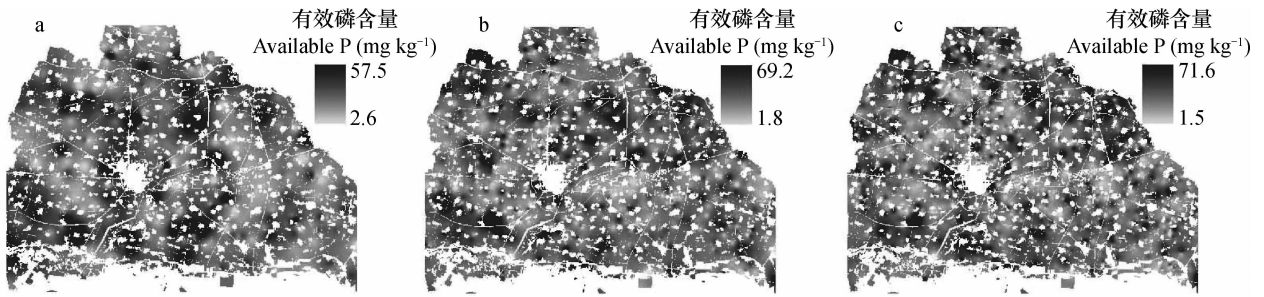 a
有效磷含量
Available P (mg kg⁻¹)
57.5
2.6
b
有效磷含量
Available P (mg kg⁻¹)
69.2
1.8
c
有效磷含量
Available P (mg kg⁻¹)
71.6
1.5